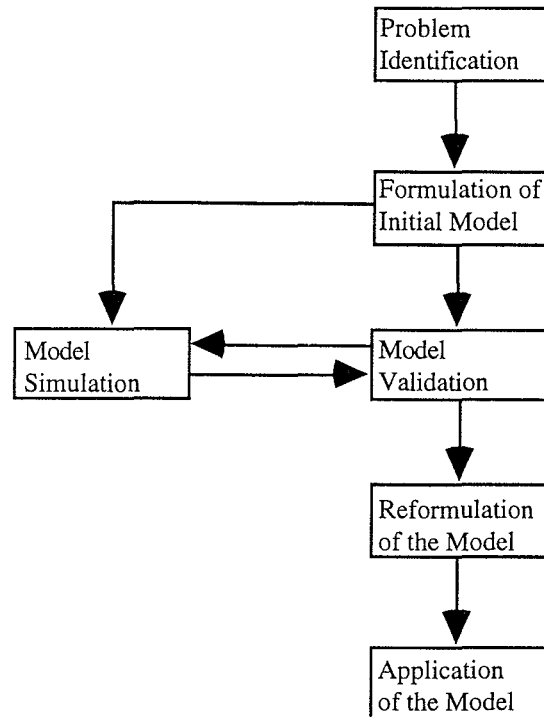 Problem
Identification
Formulation of
Initial Model
Model
Simulation
Model
Validation
Reformulation
of the Model
Application
of the Model